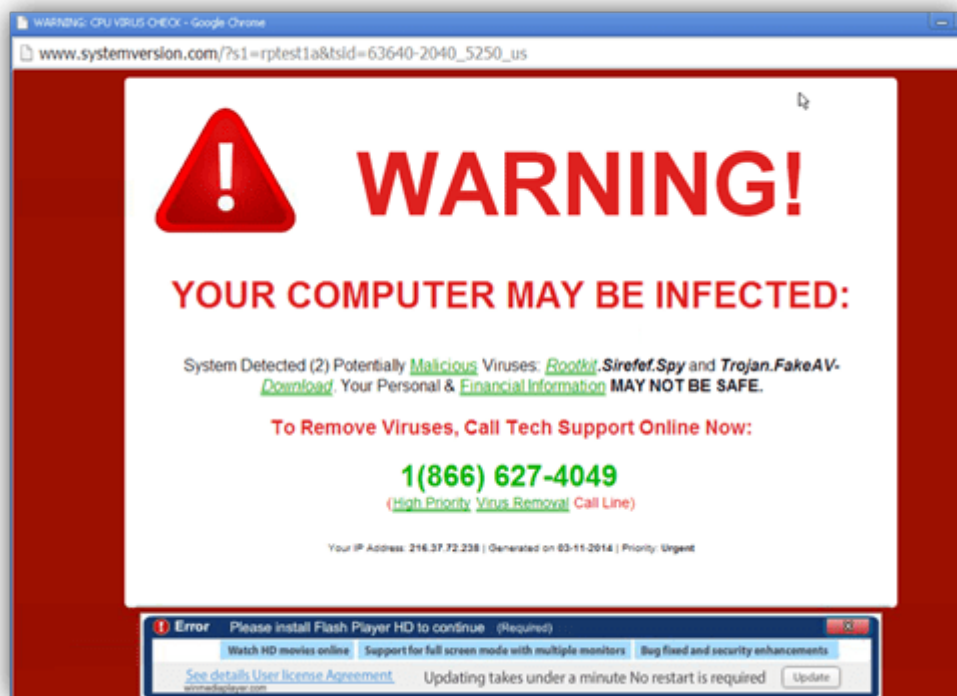 WARNING: CPU VIRUS CHECK - Google Chrome
www.systemversion.com/?s1=rptest1a&tsid=63640-2040_5250_us
WARNING!
YOUR COMPUTER MAY BE INFECTED:
System Detected (2) Potentially Malicious Viruses: Rootkit.Sirefef.Spy and Trojan.FakeAV-
Download. Your Personal & Financial Information MAY NOT BE SAFE.
To Remove Viruses, Call Tech Support Online Now:
1(866) 627-4049
(High Priority Virus Removal Call Line)
Your IP Address: 216.37.72.238 | Generated on 03-11-2014 | Priority: Urgent
Error Please install Flash Player HD to continue (Required)
Watch HD movies online Support for full screen mode with multiple monitors Bug fixed and security enhancements
See details User license Agreement Updating takes under a minute No restart is required Update
winmediaplayer.com